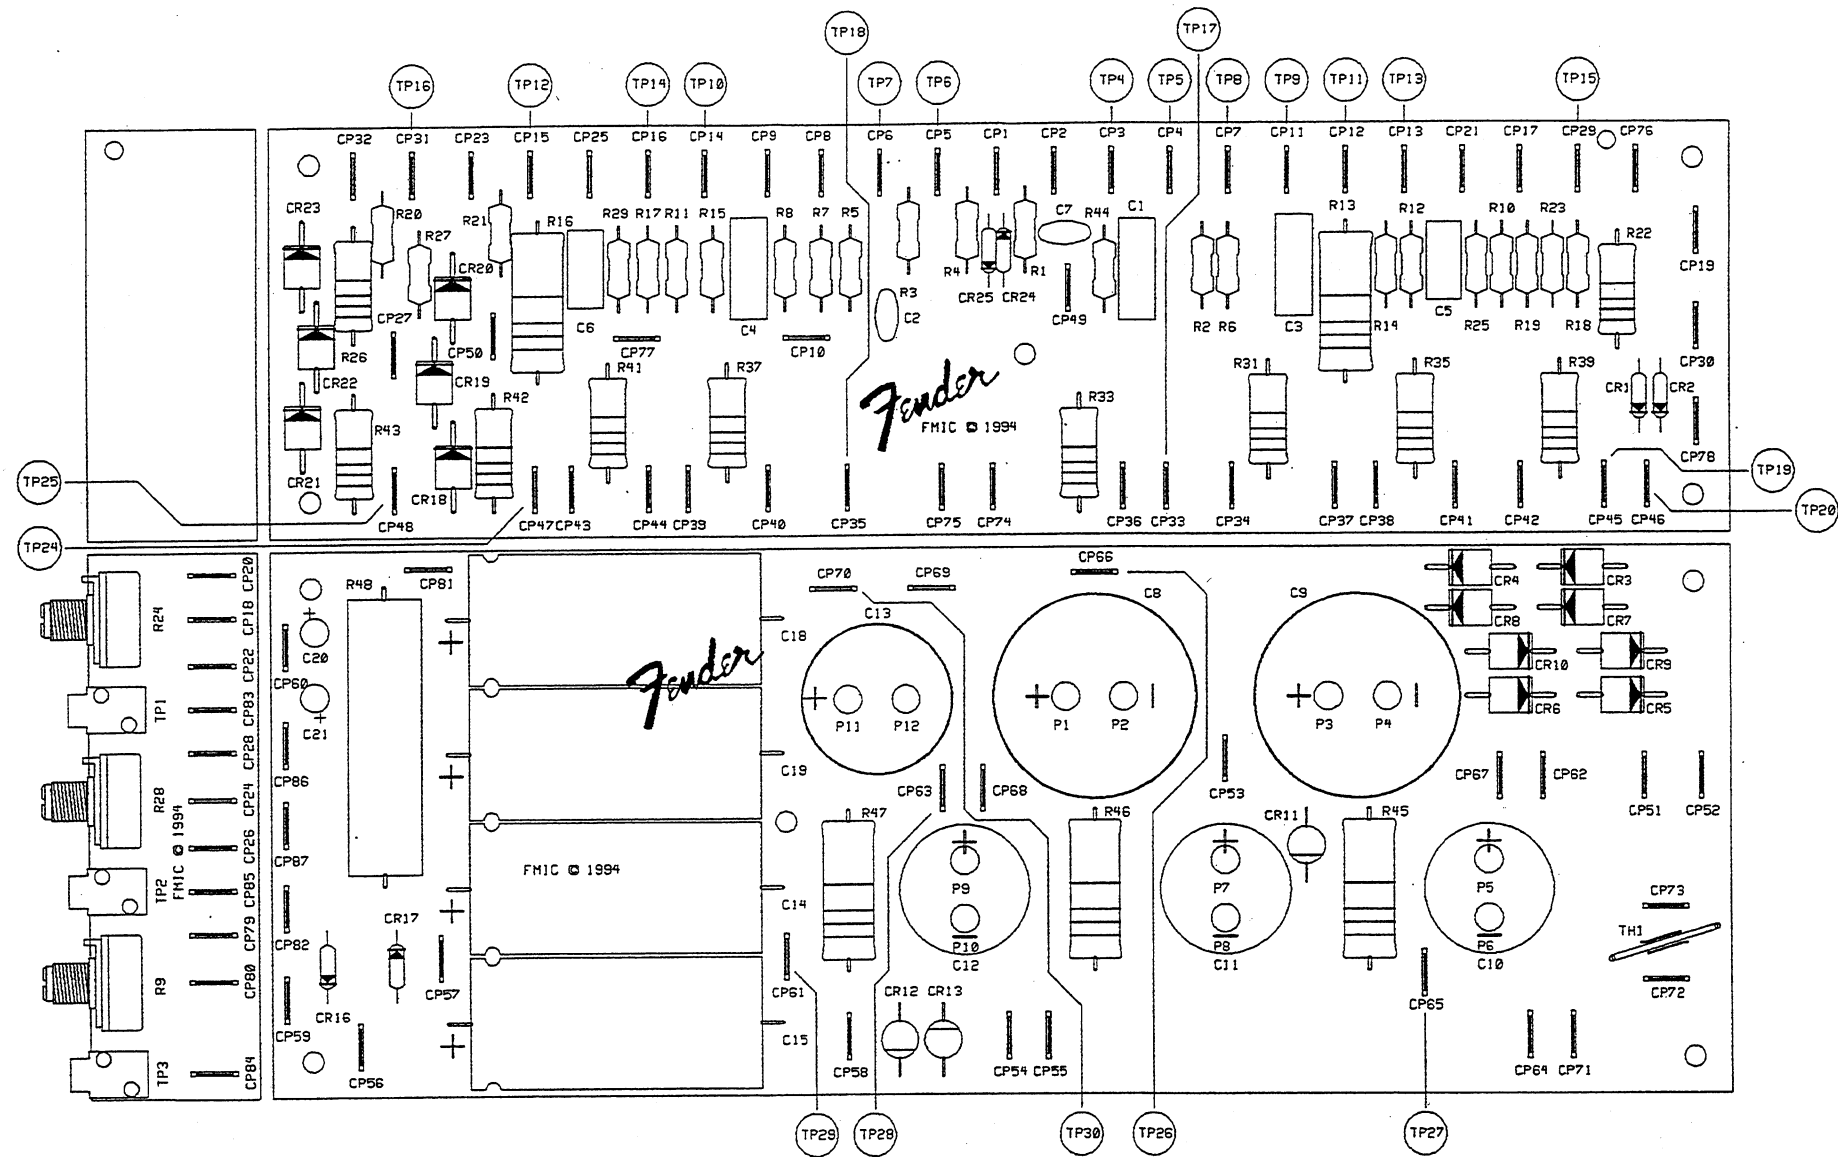 TP18
TP17
TP16
TP12
TP14
TP10
TP7
TP6
TP4
TP5
TP8
TP9
TP11
TP13
TP15
CP32
CP31
CP23
CP15
CP25
CP16
CP14
CP9
CP8
CP6
CP5
CP1
CP2
CP3
CP4
CP7
CP11
CP12
CP13
CP21
CP17
CP29
CP76
CR23
R20
R27
R21
R16
R29
R17
R11
R15
R8
R7
R5
C7
R44
C1
R13
R12
R10
R23
R22
CR20
R4
R1
CP19
CR25
CR24
R3
C2
CP49
CP27
C6
C4
R2
R6
C3
R14
C5
R25
R19
R18
CP50
CP77
CP10
R26
CP30
CR22
CR19
R41
R37
Fender
R31
R35
R39
CR1
CR2
R42
R33
FMIC © 1994
R43
CP78
TP25
CR21
CR18
TP19
TP20
CP48
CP47
CP43
CP44
CP39
CP40
CP35
CP75
CP74
CP36
CP33
CP34
CP37
CP38
CP41
CP42
CP45
CP46
TP24
CP20
R24
CP18
CP22
TP1
CP83
CP28
R28
CP24
FMIC © 1994
CP26
TP2
CP85
CP79
R9
CP80
TP3
CP84
R48
CP81
CP70
CP69
CP66
CR4
CR3
C13
C8
C9
CR8
CR7
+
C20
+
C18
CR10
CR9
CP60
Fender
+
P11
P12
+
P1
P2
-
+
P3
P4
-
CR6
CR5
C21
+
CP86
+
C19
CP63
CP68
CP53
CP67
CP62
CP51
CP52
CP87
R47
R46
CR11
R45
FMIC © 1994
+
P9
+
P7
+
P5
CP73
CP82
CR17
+
C14
P10
-
C12
P8
-
C11
P6
-
C10
TH1
CR16
CP57
CP61
CR12
CR13
CP65
CP72
CP59
CP56
+
C15
CP58
CP54
CP55
CP64
CP71
TP29
TP28
TP30
TP26
TP27